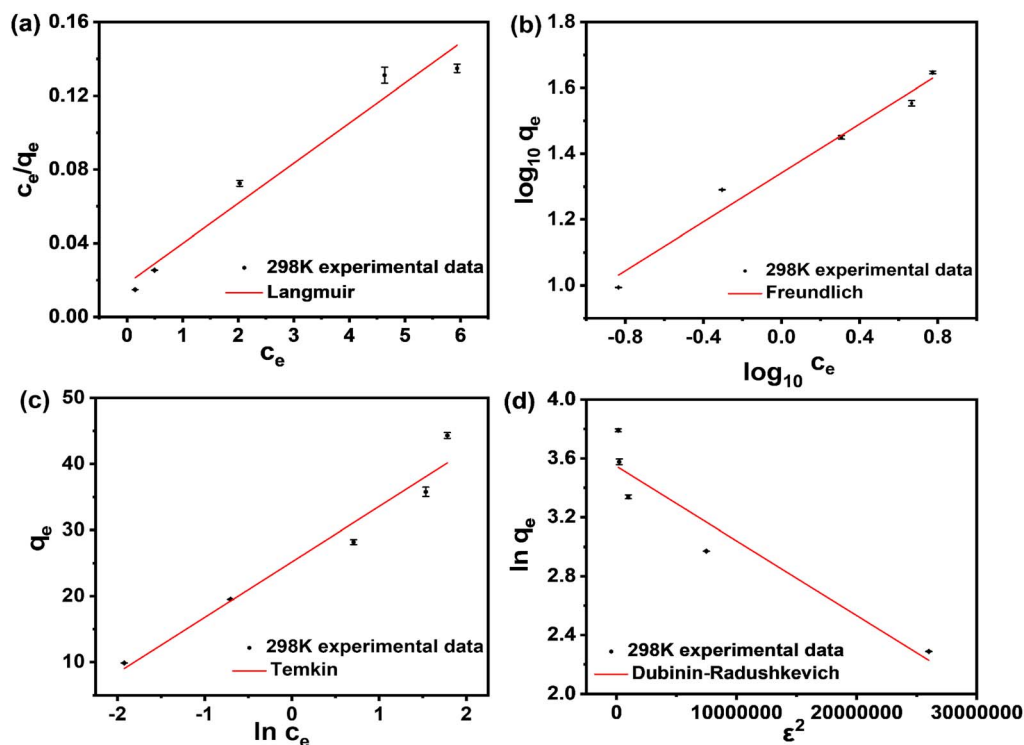 (a)
0.16
0.12
0.08
0.04
0.00
c_e/q_e
298K experimental data
Langmuir
0 1 2 3 4 5 6
c_e
(b)
1.8
1.6
1.4
1.2
1.0
log10 q_e
298K experimental data
Freundlich
-0.8 -0.4 0.0 0.4 0.8
log10 c_e
(c)
50
40
30
20
10
q_e
298K experimental data
Temkin
-2 -1 0 1 2
ln c_e
(d)
4.0
3.6
3.2
2.8
2.4
2.0
ln q_e
298K experimental data
Dubinin-Radushkevich
0 10000000 20000000 30000000
ε²